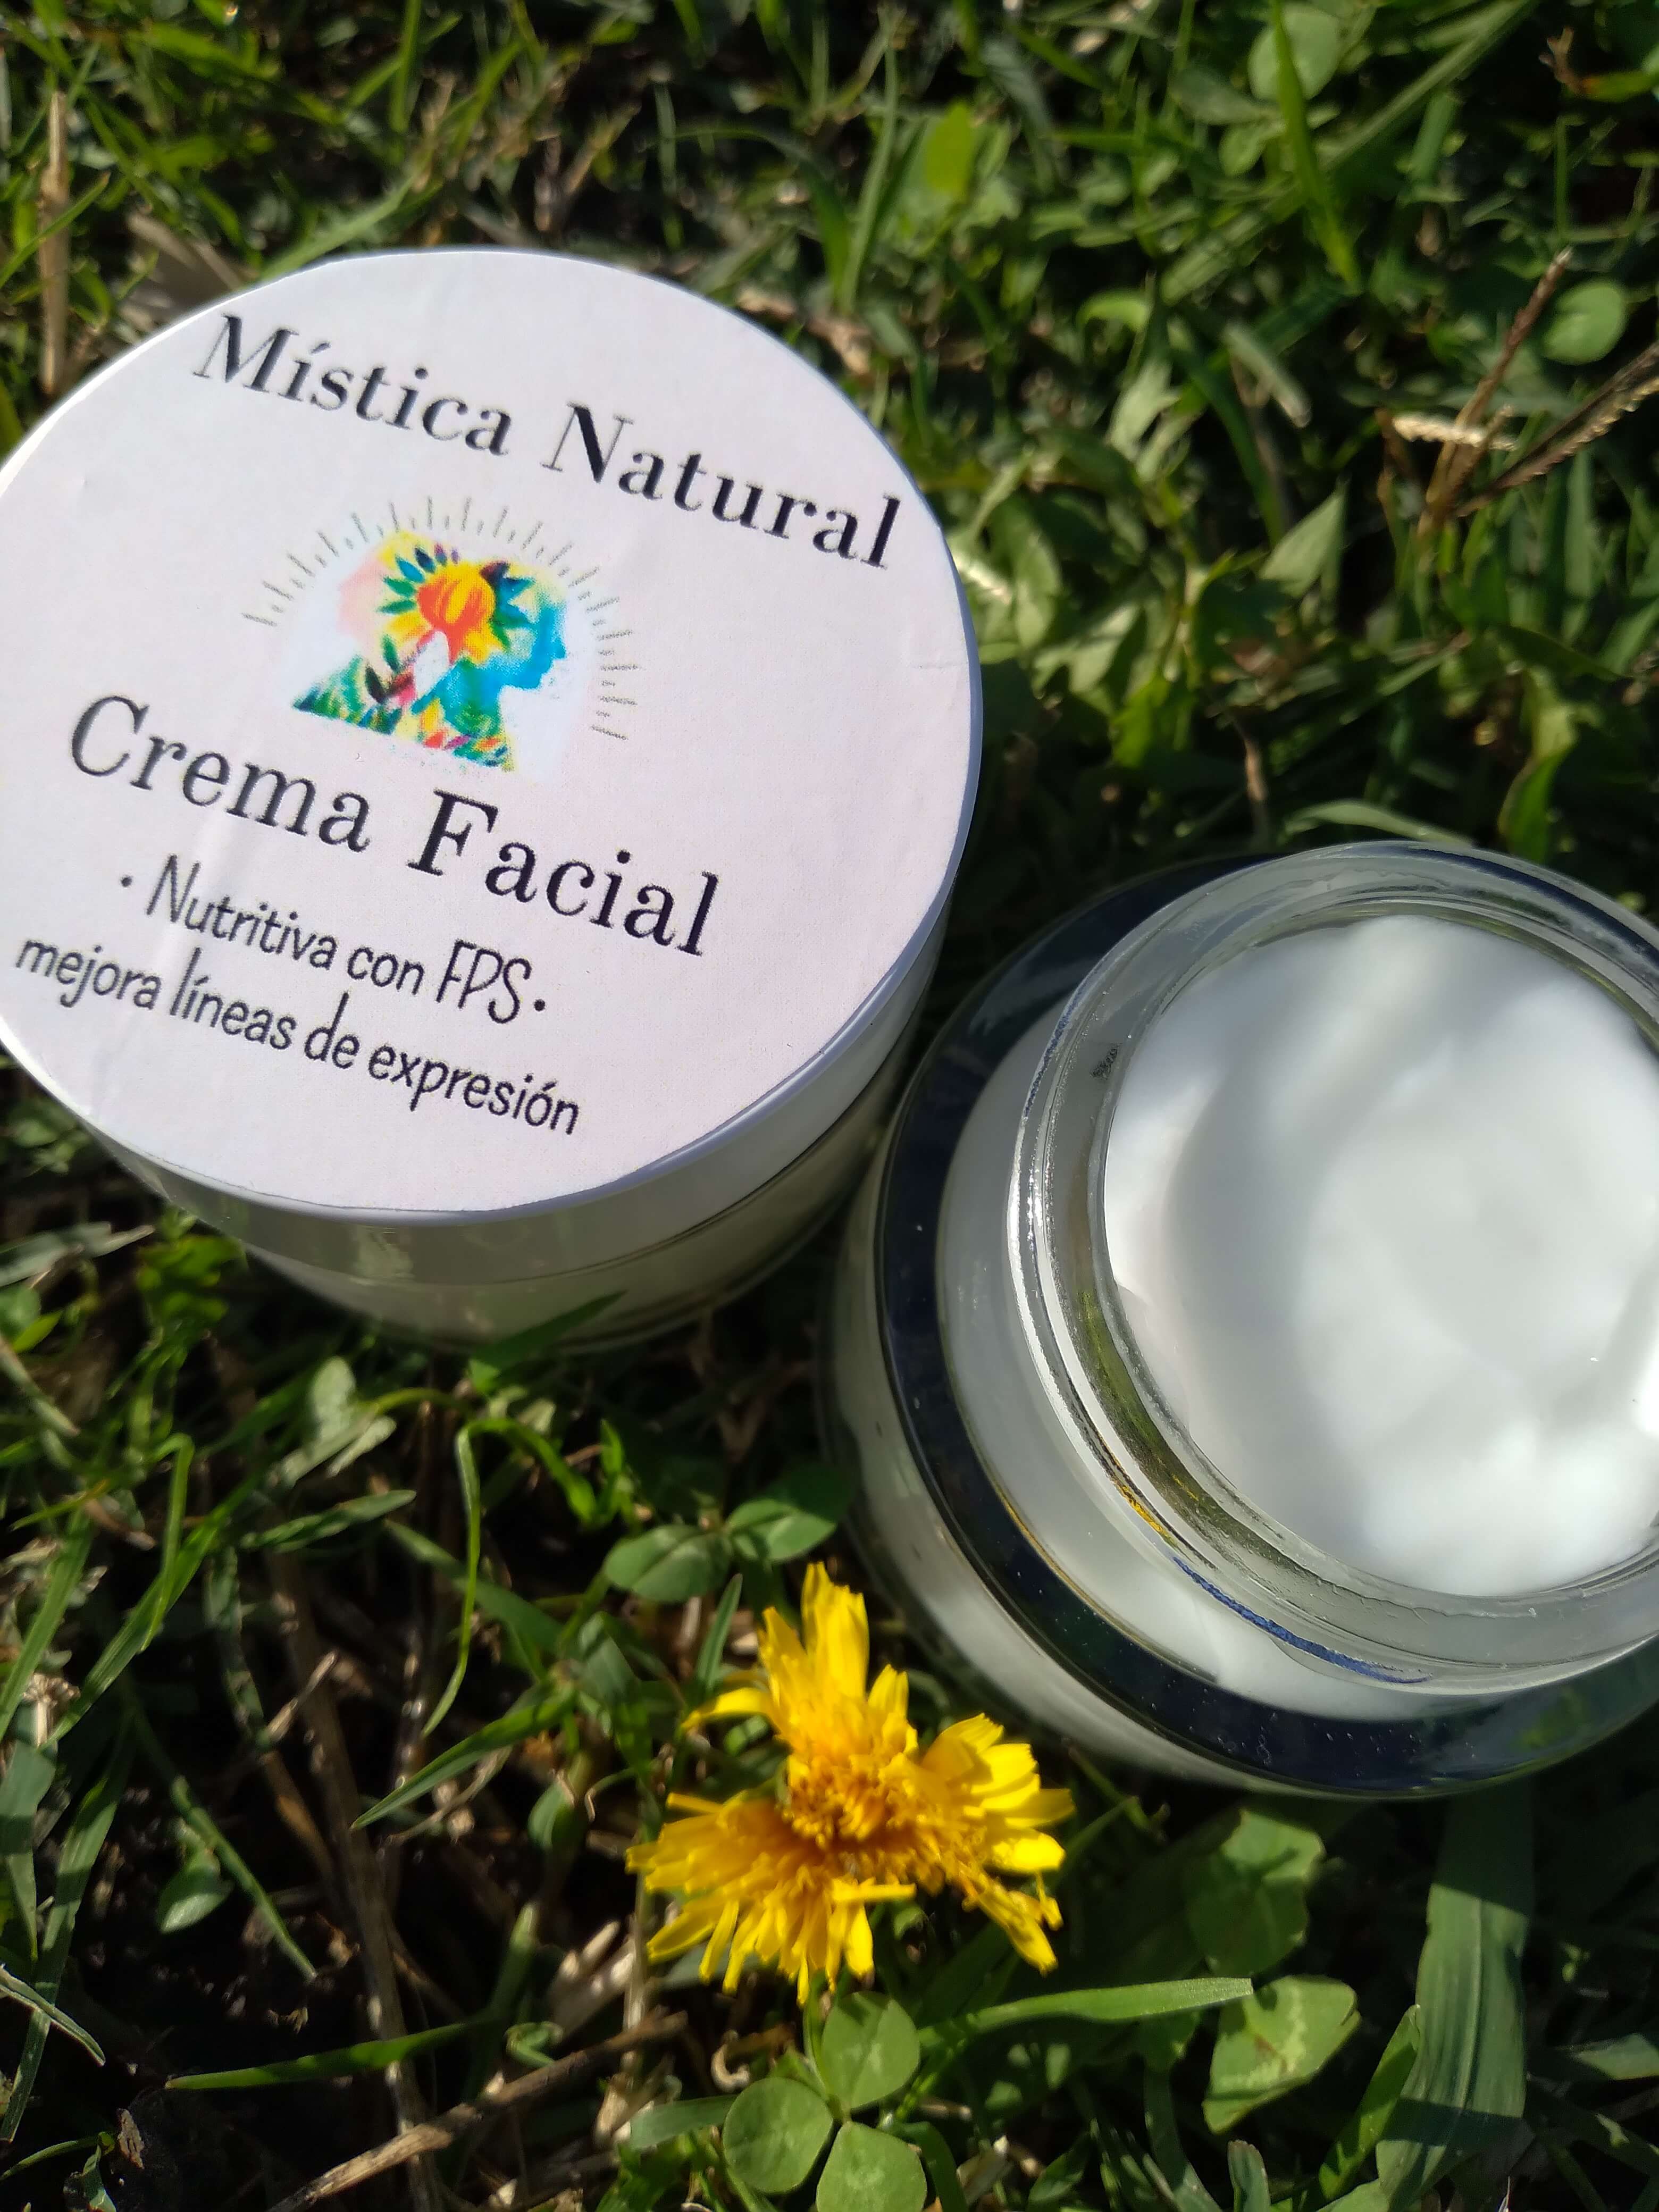 Mística Natural
Crema Facial
· Nutritiva con FPS·
mejora líneas de expresión